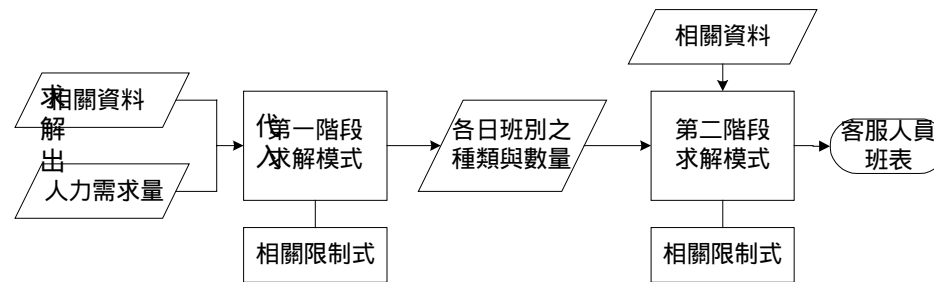 相關資料
相關資料
求
解
出
代
入
第一階段
求解模式
各日班別之
種類與數量
第二階段
求解模式
客服人員
班表
人力需求量
相關限制式
相關限制式